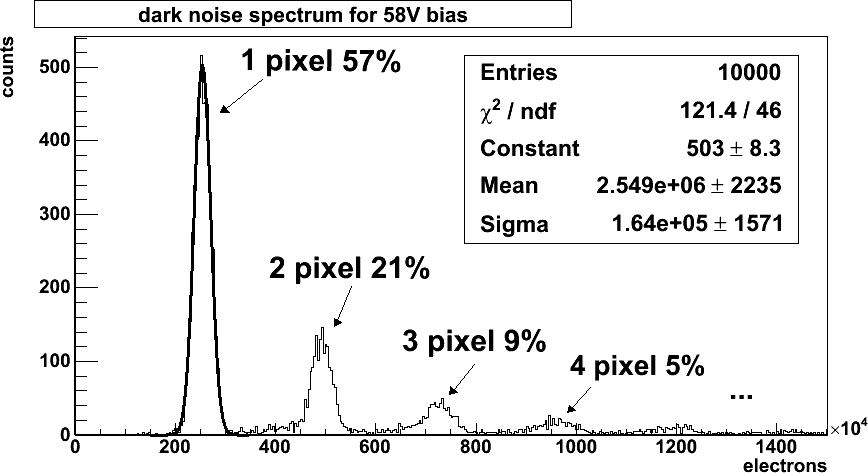 dark noise spectrum for 58V bias
counts
500
400
300
200
100
0
1 pixel 57%
2 pixel 21%
3 pixel 9%
4 pixel 5%
...
Entries 10000
χ² / ndf 121.4 / 46
Constant 503 ± 8.3
Mean 2.549e+06 ± 2235
Sigma 1.64e+05 ± 1571
0 200 400 600 800 1000 1200 1400 ×10⁴
electrons